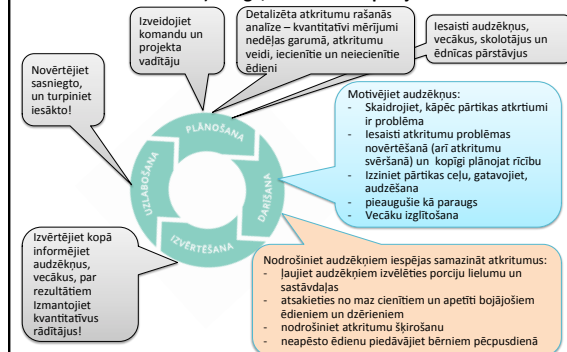 Izveidojiet
komandu un
projekta
vadītāju
Detalizēta atkritumu rašanās
analīze – kvantitatīvi mērījumi
nedēļas garumā, atkritumu
veidi, iecienītie un neiecienītie
ēdieni
Iesaisti audzēkņus,
vecākus, skolotājus un
ēdnīcas pārstāvjus
Novērtējiet
sasniegto,
un turpiniet
iesākto!
PLĀNOŠANA
DARĪŠANA
IZVĒRTĒŠANA
UZLABOŠANA
Motivējiet audzēkņus:
- Skaidrojiet, kāpēc pārtikas atkrtiumi
ir problēma
- Iesaisti atkritumu problēmas
novērtēšanā (arī atkritumu
svēršanā) un kopīgi plānojat rīcību
- Izziniet pārtikas ceļu, gatavojiet,
audzēšana
- pieaugušie kā paraugs
- Vecāku izglītošana
Izvērtējiet kopā
informējiet
audzēkņus,
vecākus, par
rezultātiem
Izmantojiet
kvantitatīvus
rādītājus!
Nodrošiniet audzēkņiem iespējas samazināt atkritumus:
- ļaujiet audzēkņiem izvēlēties porciju lielumu un
sastāvdaļas
- atsakieties no maz cienītiem un apetīti bojājošiem
ēdieniem un dzērieniem
- nodrošiniet atkritumu šķirošanu
- neapēsto ēdienu piedāvājiet bērniem pēcpusdienā